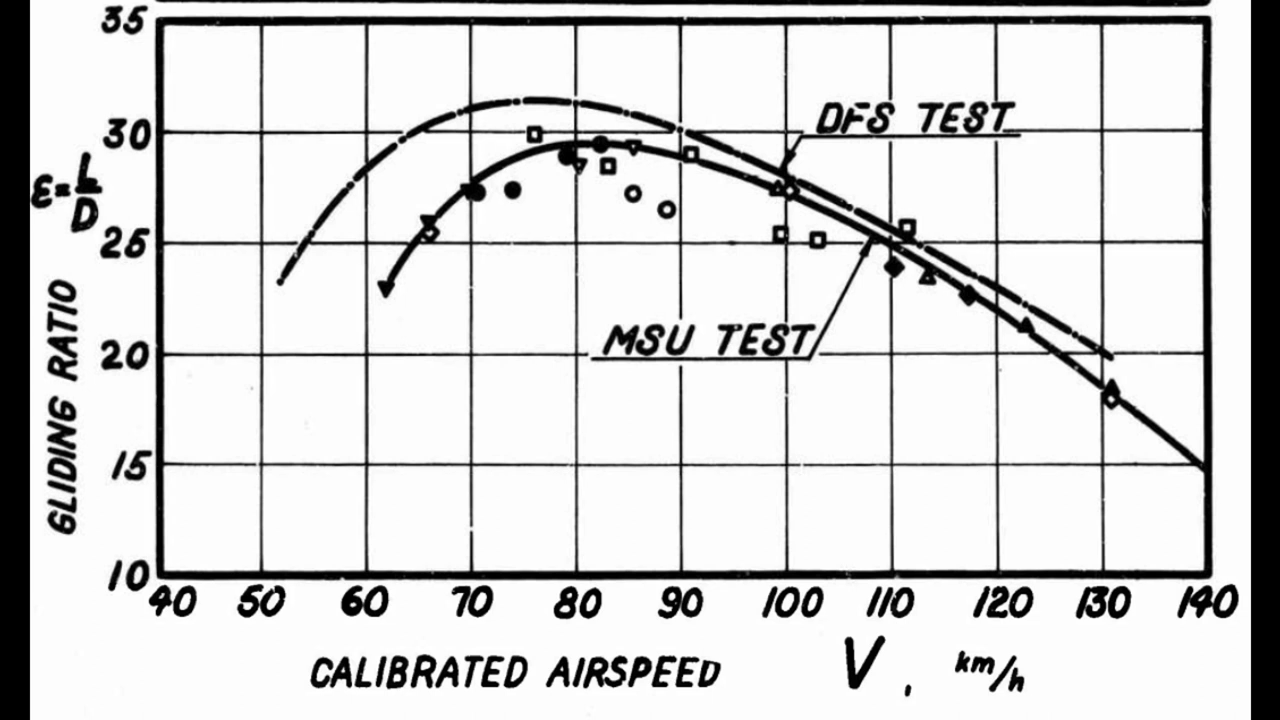 35
30
25
20
15
10
ε=L/D
GLIDING RATIO
DFS TEST
MSU TEST
40 50 60 70 80 90 100 110 120 130 140
CALIBRATED AIRSPEED V, km/h